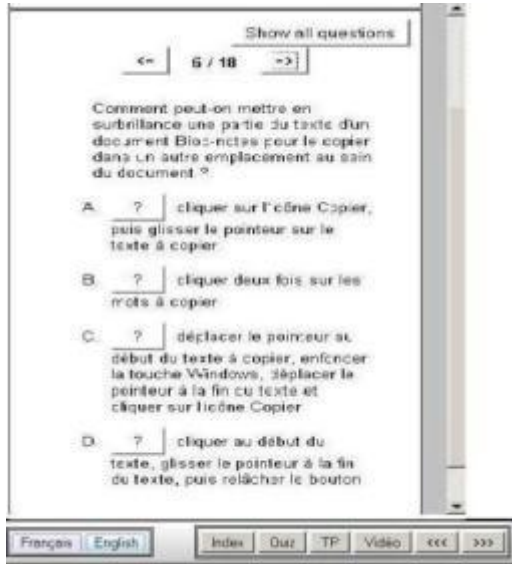 Show all questions
<= 6 / 18 =>
Comment peut-on mettre en
surbrillance une partie du texte d'un
document Bloc-notes pour le copier
dans un autre emplacement au sein
du document ?
A. ? cliquer sur l'icône Copier,
puis glisser le pointeur sur le
texte à copier
B. ? cliquer deux fois sur les
mots à copier
C. ? déplacer le pointeur au
début du texte à copier, enfoncer
la touche Windows, déplacer le
pointeur à la fin du texte et
cliquer sur l'icône Copier
D. ? cliquer au début du
texte, glisser le pointeur à la fin
du texte, puis relâcher le bouton
Français English Index Quiz TP Vidéo <<< >>>